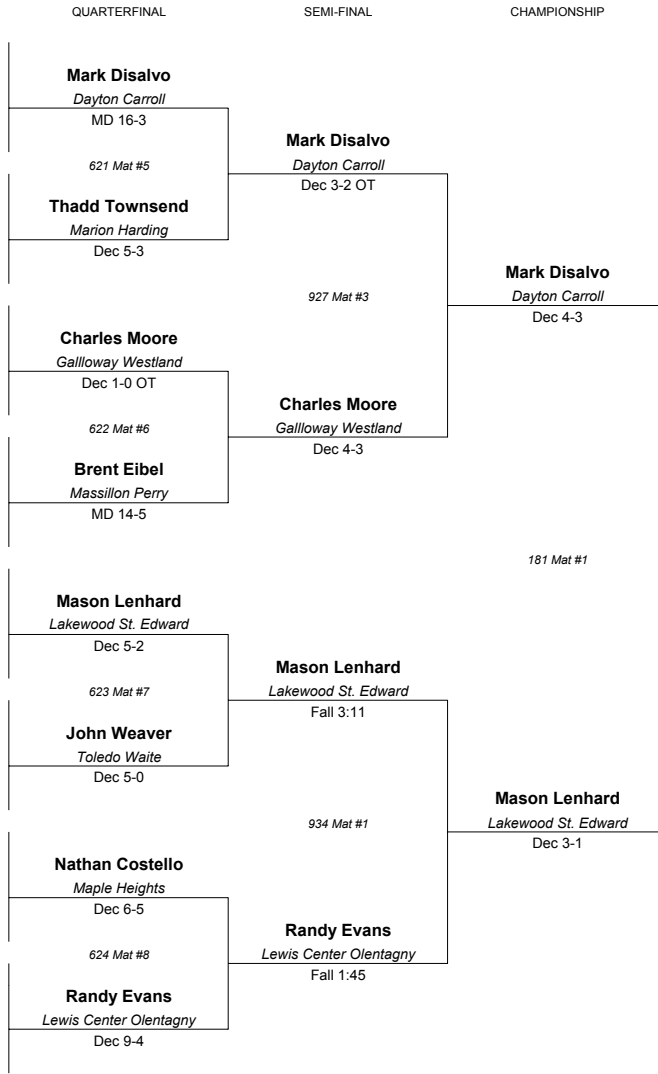 QUARTERFINAL SEMI-FINAL CHAMPIONSHIP
Mark Disalvo
Dayton Carroll
MD 16-3
621 Mat #5
Mark Disalvo
Dayton Carroll
Dec 3-2 OT
Thadd Townsend
Marion Harding
Dec 5-3
927 Mat #3
Mark Disalvo
Dayton Carroll
Dec 4-3
Charles Moore
Gallloway Westland
Dec 1-0 OT
622 Mat #6
Charles Moore
Gallloway Westland
Dec 4-3
Brent Eibel
Massillon Perry
MD 14-5
181 Mat #1
Mason Lenhard
Lakewood St. Edward
Dec 5-2
623 Mat #7
Mason Lenhard
Lakewood St. Edward
Fall 3:11
John Weaver
Toledo Waite
Dec 5-0
934 Mat #1
Mason Lenhard
Lakewood St. Edward
Dec 3-1
Nathan Costello
Maple Heights
Dec 6-5
624 Mat #8
Randy Evans
Lewis Center Olentagny
Fall 1:45
Randy Evans
Lewis Center Olentagny
Dec 9-4